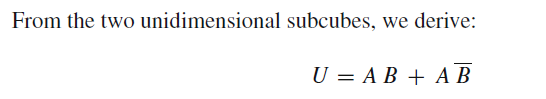 From the two unidimensional subcubes, we derive:
U = A B + A B̅